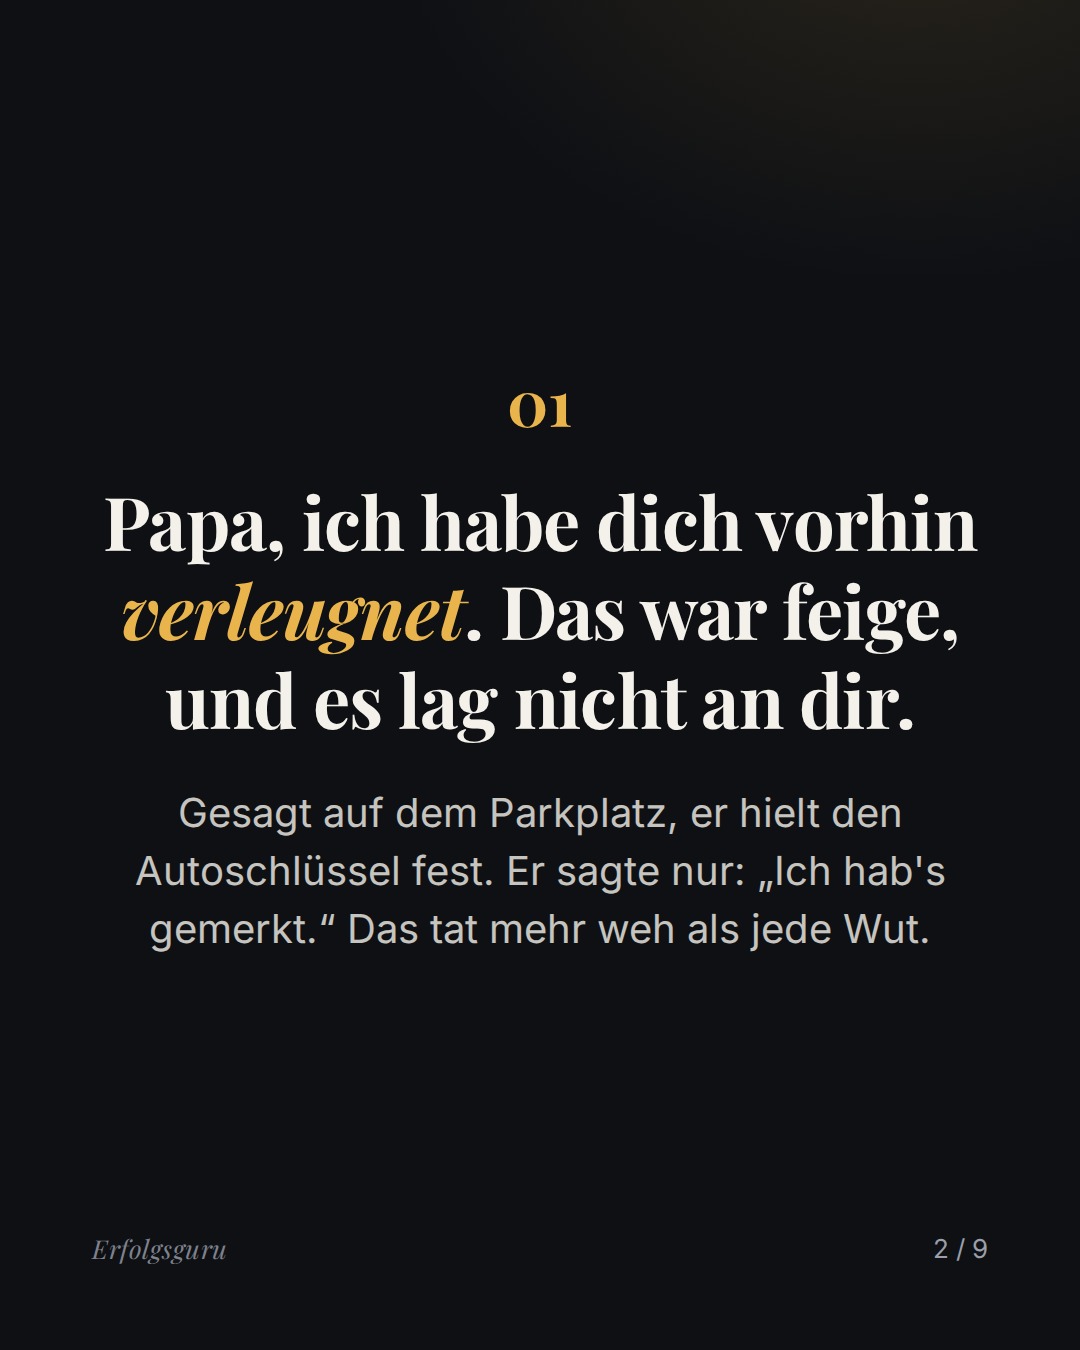 01
Papa, ich habe dich vorhin
verleugnet. Das war feige,
und es lag nicht an dir.
Gesagt auf dem Parkplatz, er hielt den
Autoschlüssel fest. Er sagte nur: „Ich hab's
gemerkt.“ Das tat mehr weh als jede Wut.
Erfolgsguru
2 / 9